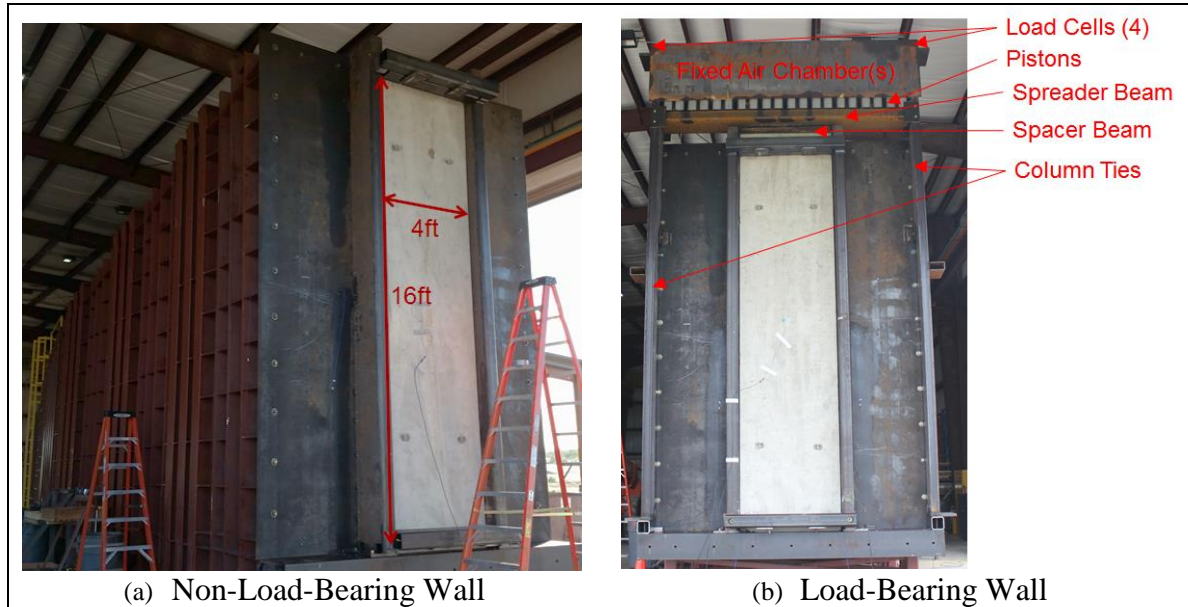 4ft
16ft
Load Cells (4)
Fixed Air Chamber(s)
Pistons
Spreader Beam
Spacer Beam
Column Ties
(a) Non-Load-Bearing Wall
(b) Load-Bearing Wall